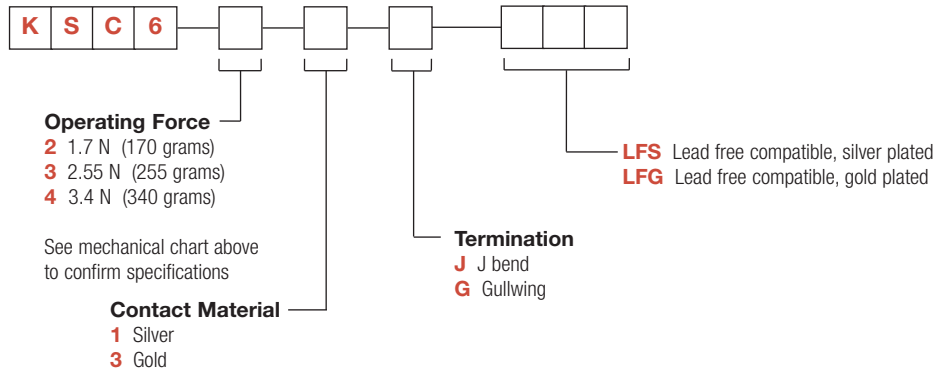 K S C 6
Operating Force
2 1.7 N (170 grams)
3 2.55 N (255 grams)
4 3.4 N (340 grams)
See mechanical chart above
to confirm specifications
Contact Material
1 Silver
3 Gold
Termination
J J bend
G Gullwing
LFS Lead free compatible, silver plated
LFG Lead free compatible, gold plated